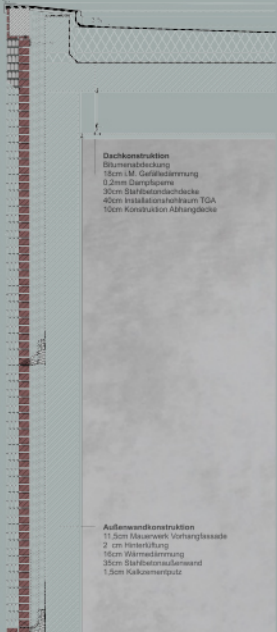 Dachkonstruktion
Bitumenabdeckung
18cm i.M. Gefälledämmung
0,2mm Dampfsperre
30cm Stahlbetondachdecke
40cm Installationshohlraum TGA
10cm Konstruktion Abhangdecke
Außenwandkonstruktion
11,5cm Mauerwerk Vorhangfassade
2 cm Hinterlüftung
16cm Wärmedämmung
35cm Stahlbetonaußenwand
1,5cm Kalkzementputz